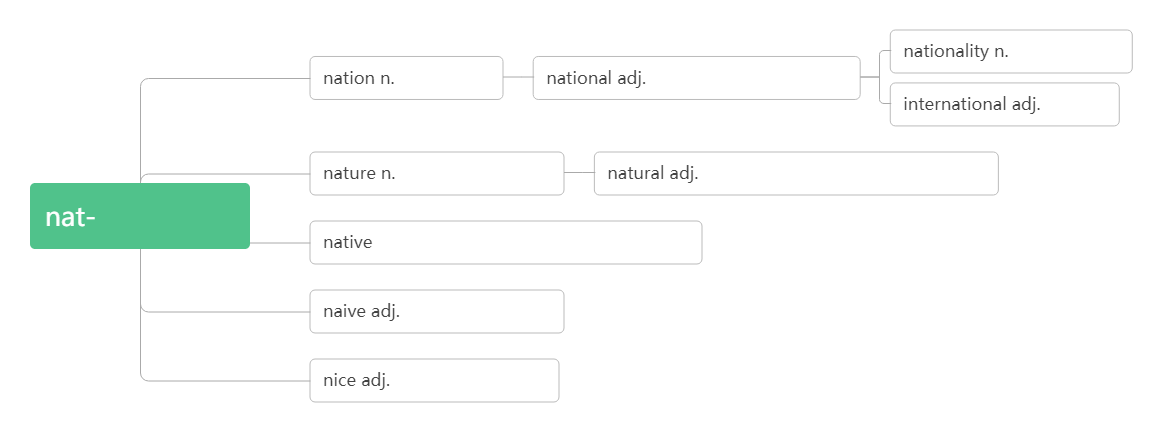 nat-
nation n.
national adj.
nationality n.
international adj.
nature n.
natural adj.
native
naive adj.
nice adj.